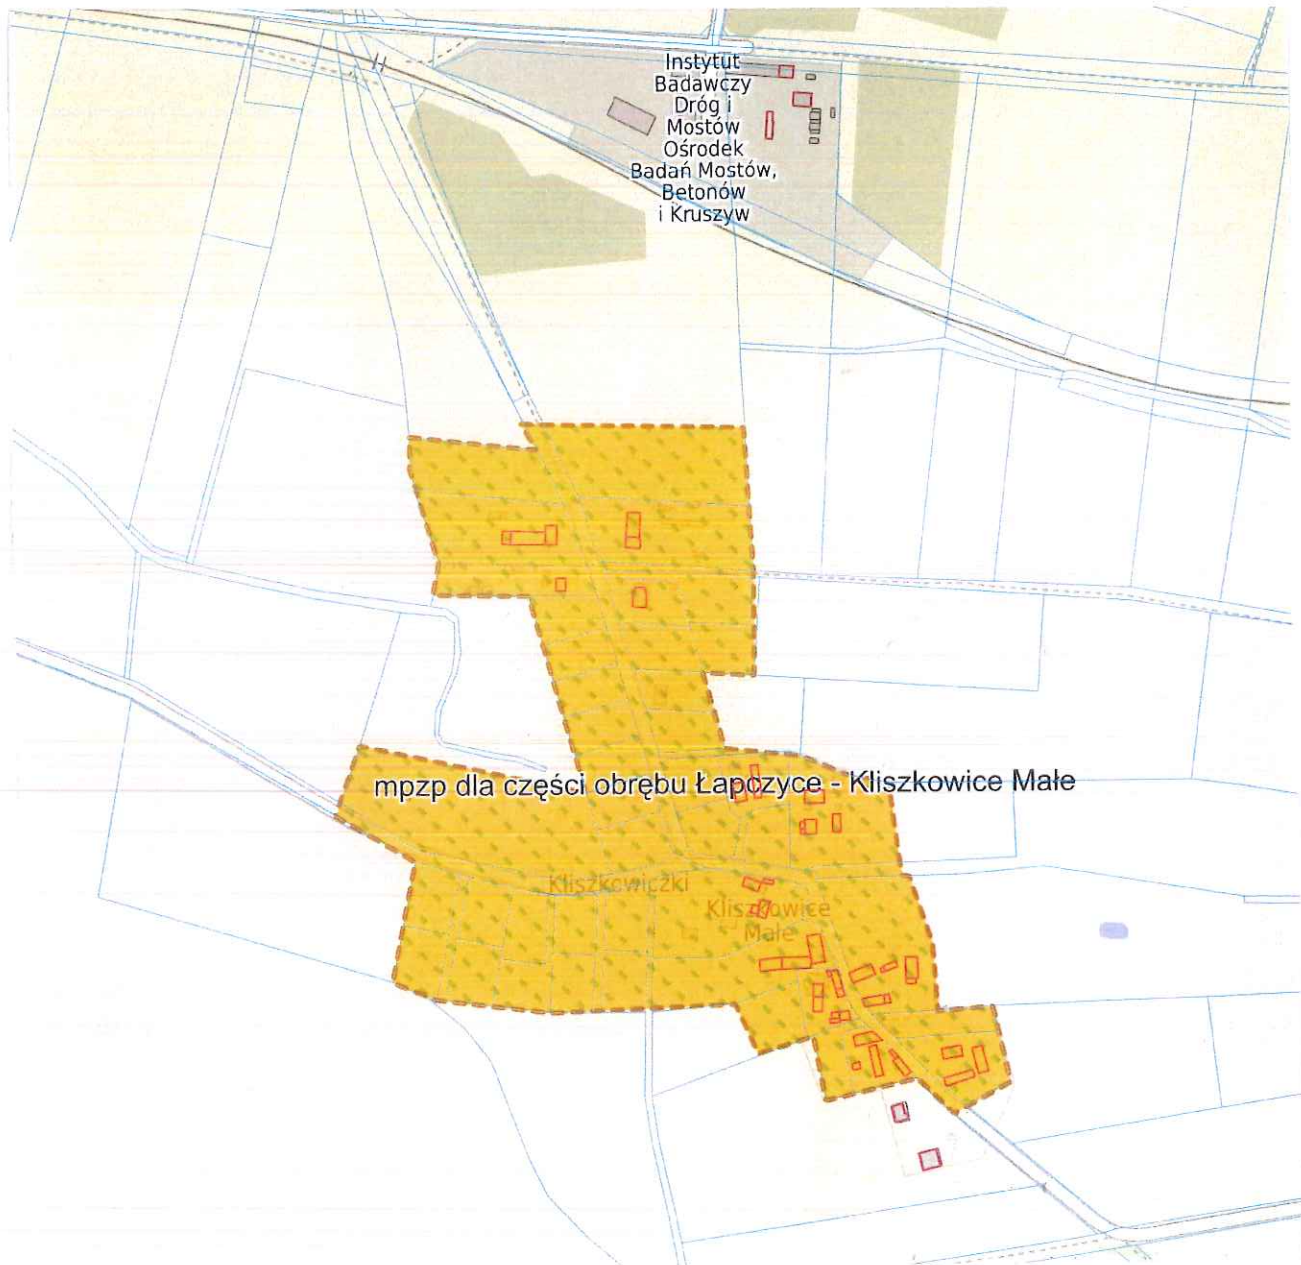 Instytut
Badawczy
Dróg i
Mostów
Ośrodek
Badań Mostów,
Betonów
i Kruszyw
mpzp dla części obrębu Łapczyce - Kliszkowice Małe
Kliszkowiczki
Kliszkowice
Małe